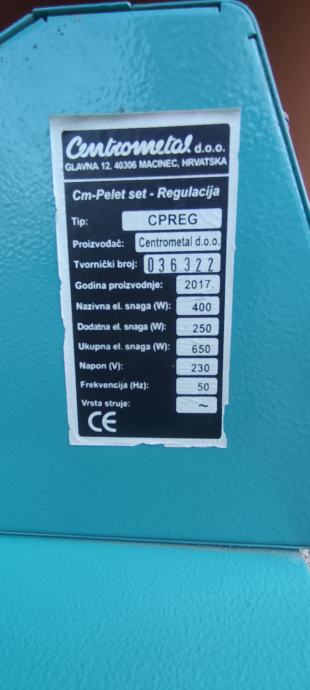 Centrometal d.o.o.
GLAVNA 12, 40306 MACINEC, HRVATSKA
Cm-Pelet set - Regulacija
Tip: CPREG
Proizvođač: Centrometal d.o.o.
Tvornički broj: 036322
Godina proizvodnje: 2017.
Nazivna el. snaga (W): 400
Dodatna el. snaga (W): 250
Ukupna el. snaga (W): 650
Napon (V): 230
Frekvencija (Hz): 50
Vrsta struje: ~
CE